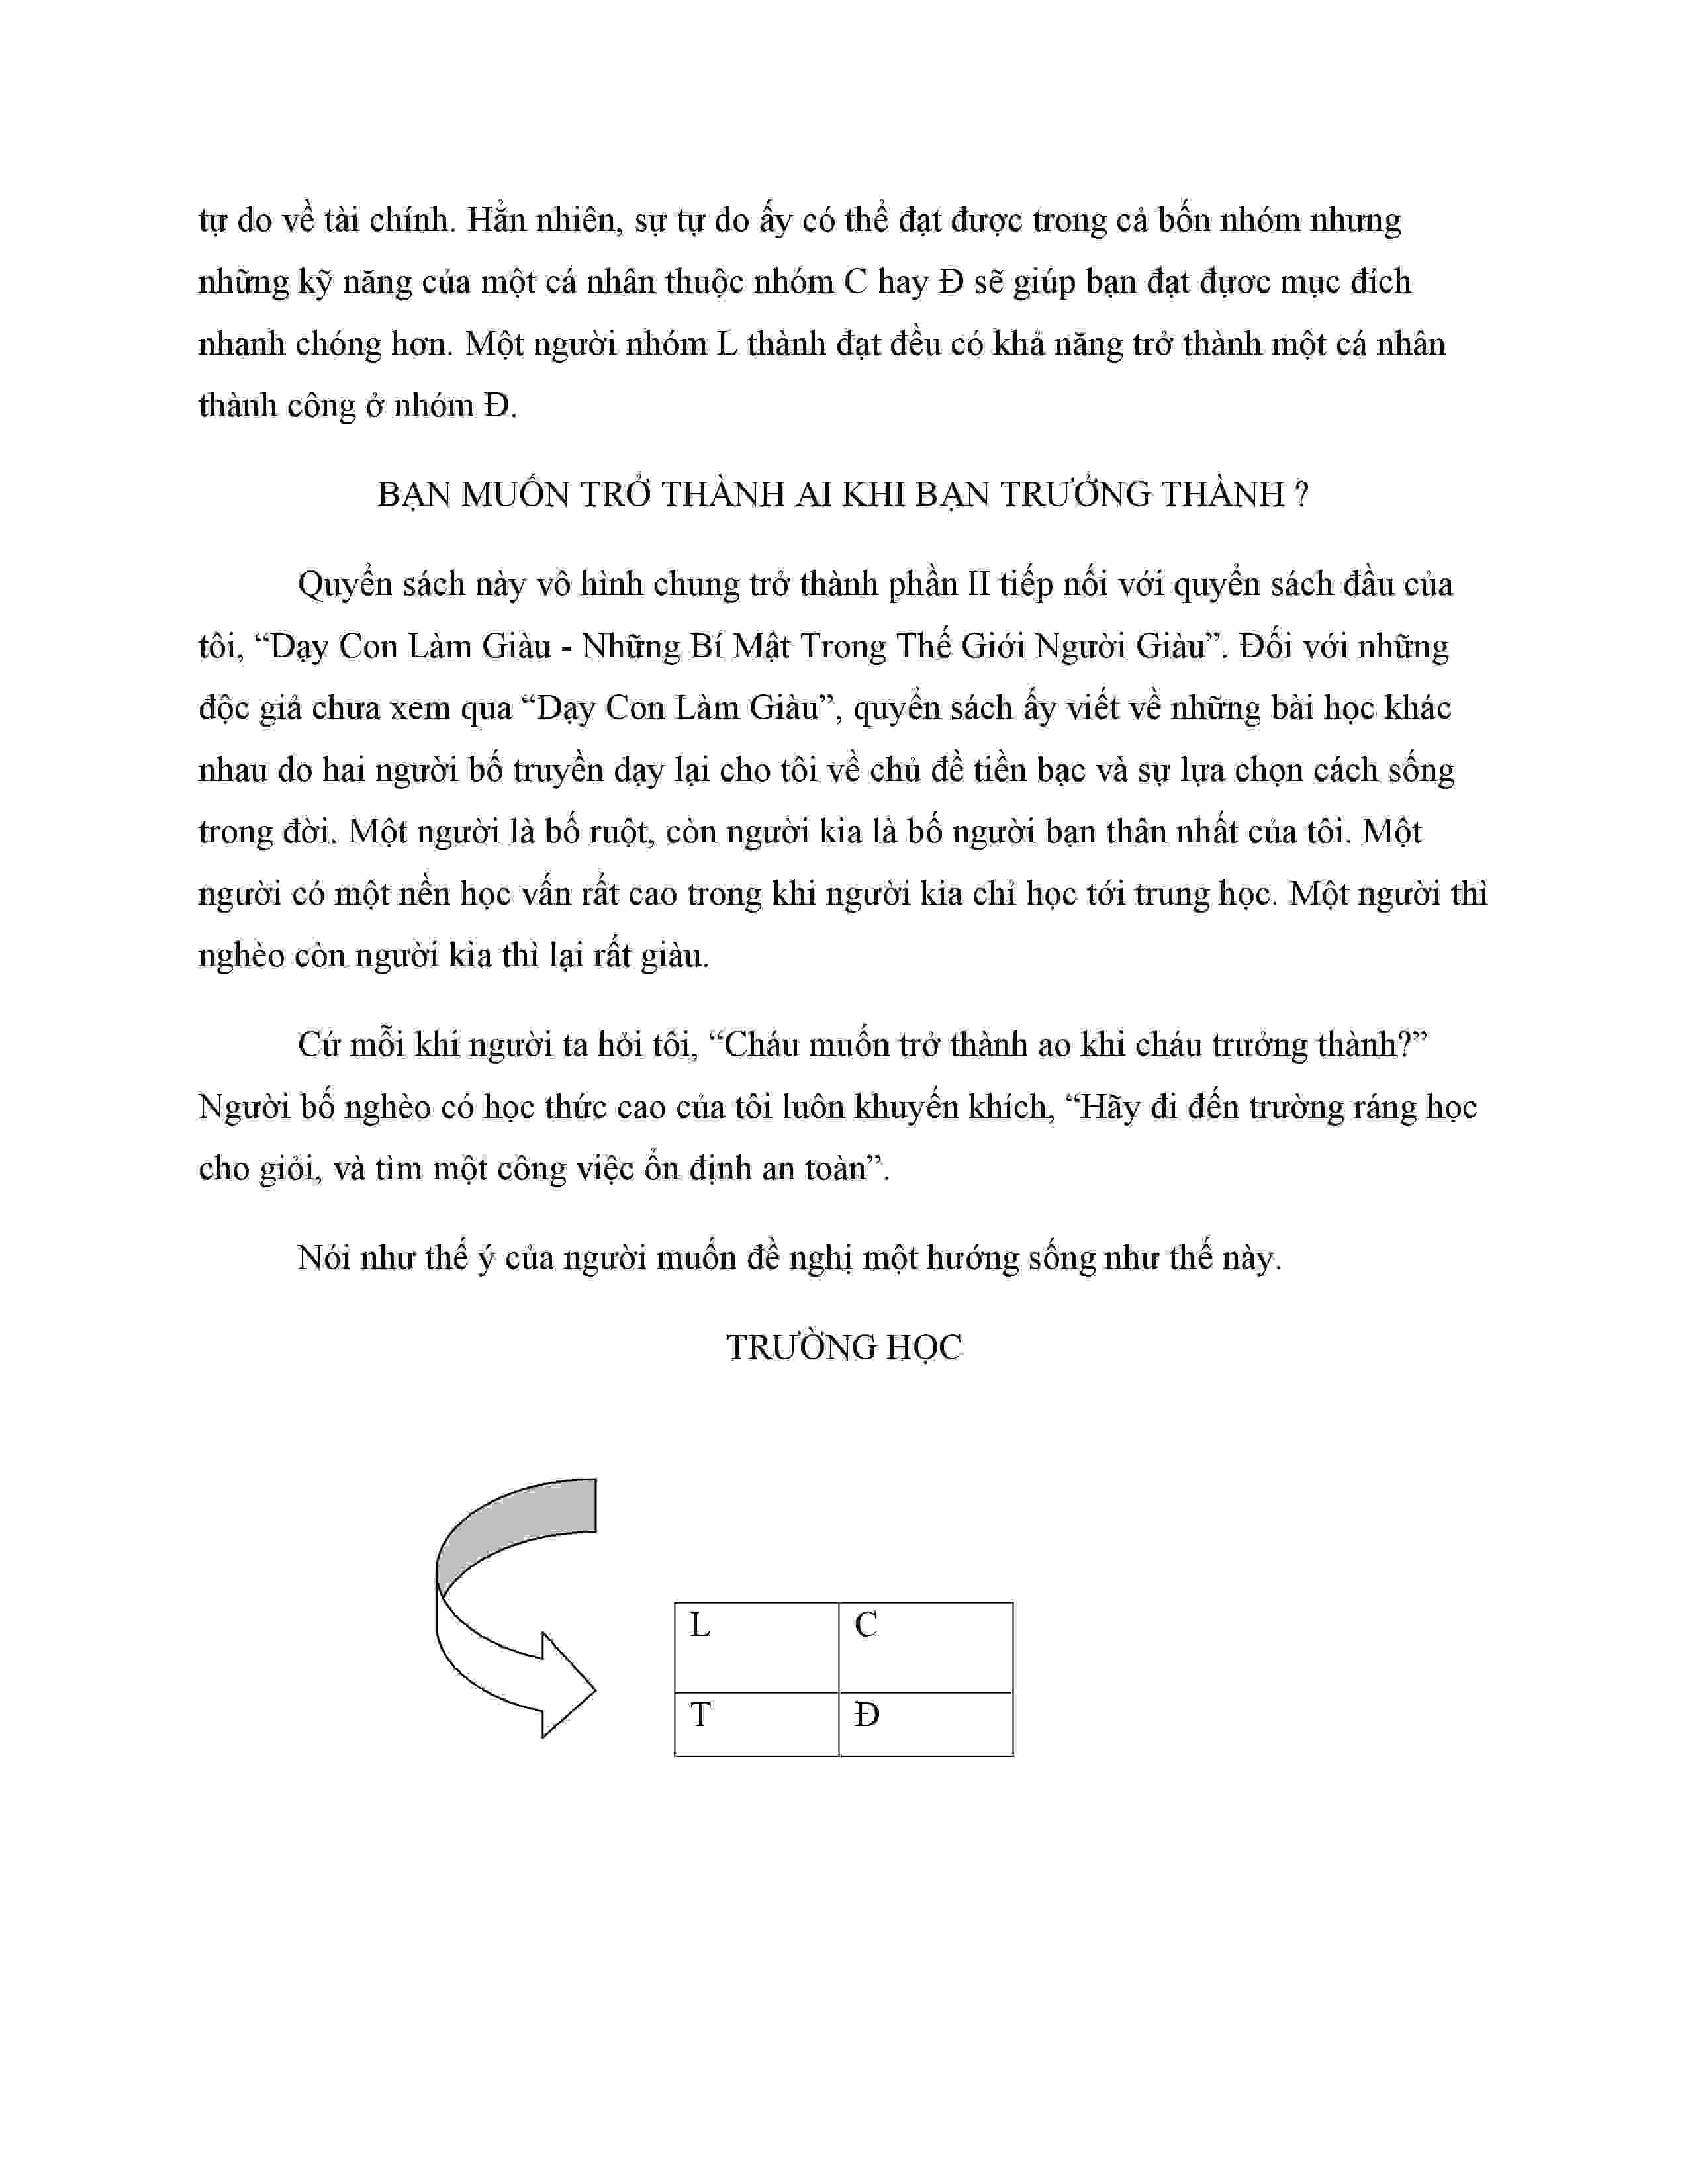 tự do về tài chính. Hẳn nhiên, sự tự do ấy có thể đạt được trong cả bốn nhóm nhưng
những kỹ năng của một cá nhân thuộc nhóm C hay Đ sẽ giúp bạn đạt đựơc mục đích
nhanh chóng hơn. Một người nhóm L thành đạt đều có khả năng trở thành một cá nhân
thành công ở nhóm Đ.
BẠN MUỐN TRỞ THÀNH AI KHI BẠN TRƯỞNG THÀNH ?
Quyển sách này vô hình chung trở thành phần II tiếp nối với quyển sách đầu của
tôi, “Dạy Con Làm Giàu - Những Bí Mật Trong Thế Giới Người Giàu”. Đối với những
độc giả chưa xem qua “Dạy Con Làm Giàu”, quyển sách ấy viết về những bài học khác
nhau do hai người bố truyền dạy lại cho tôi về chủ đề tiền bạc và sự lựa chọn cách sống
trong đời. Một người là bố ruột, còn người kia là bố người bạn thân nhất của tôi. Một
người có một nền học vấn rất cao trong khi người kia chỉ học tới trung học. Một người thì
nghèo còn người kia thì lại rất giàu.
Cứ mỗi khi người ta hỏi tôi, “Cháu muốn trở thành ao khi cháu trưởng thành?”
Người bố nghèo có học thức cao của tôi luôn khuyến khích, “Hãy đi đến trường ráng học
cho giỏi, và tìm một công việc ổn định an toàn”.
Nói như thế ý của người muốn đề nghị một hướng sống như thế này.
TRƯỜNG HỌC
L C
T Đ